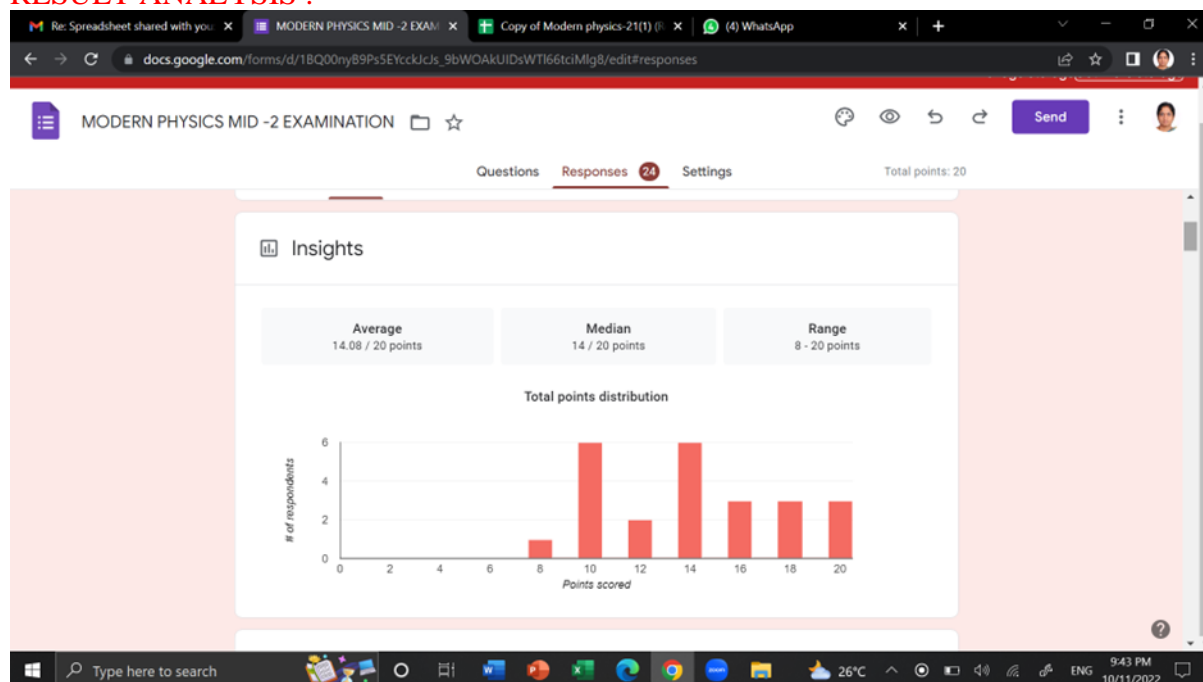 RESULT ANALYSIS :
Re: Spreadsheet shared with you: MODERN PHYSICS MID -2 EXAM Copy of Modern physics-21(1) (R (4) WhatsApp
docs.google.com/forms/d/1BQ00nyB9Ps5EYcckJcJs_9bWOAkUIDsWTl66tciMlg8/edit#responses
MODERN PHYSICS MID -2 EXAMINATION Send
Questions Responses 24 Settings Total points: 20
Insights
Average Median Range
14.08 / 20 points 14 / 20 points 8 - 20 points
Total points distribution
# of respondents
6
4
2
0
0 2 4 6 8 10 12 14 16 18 20
Points scored
Type here to search 26°C ENG 9:43 PM
10/11/2022